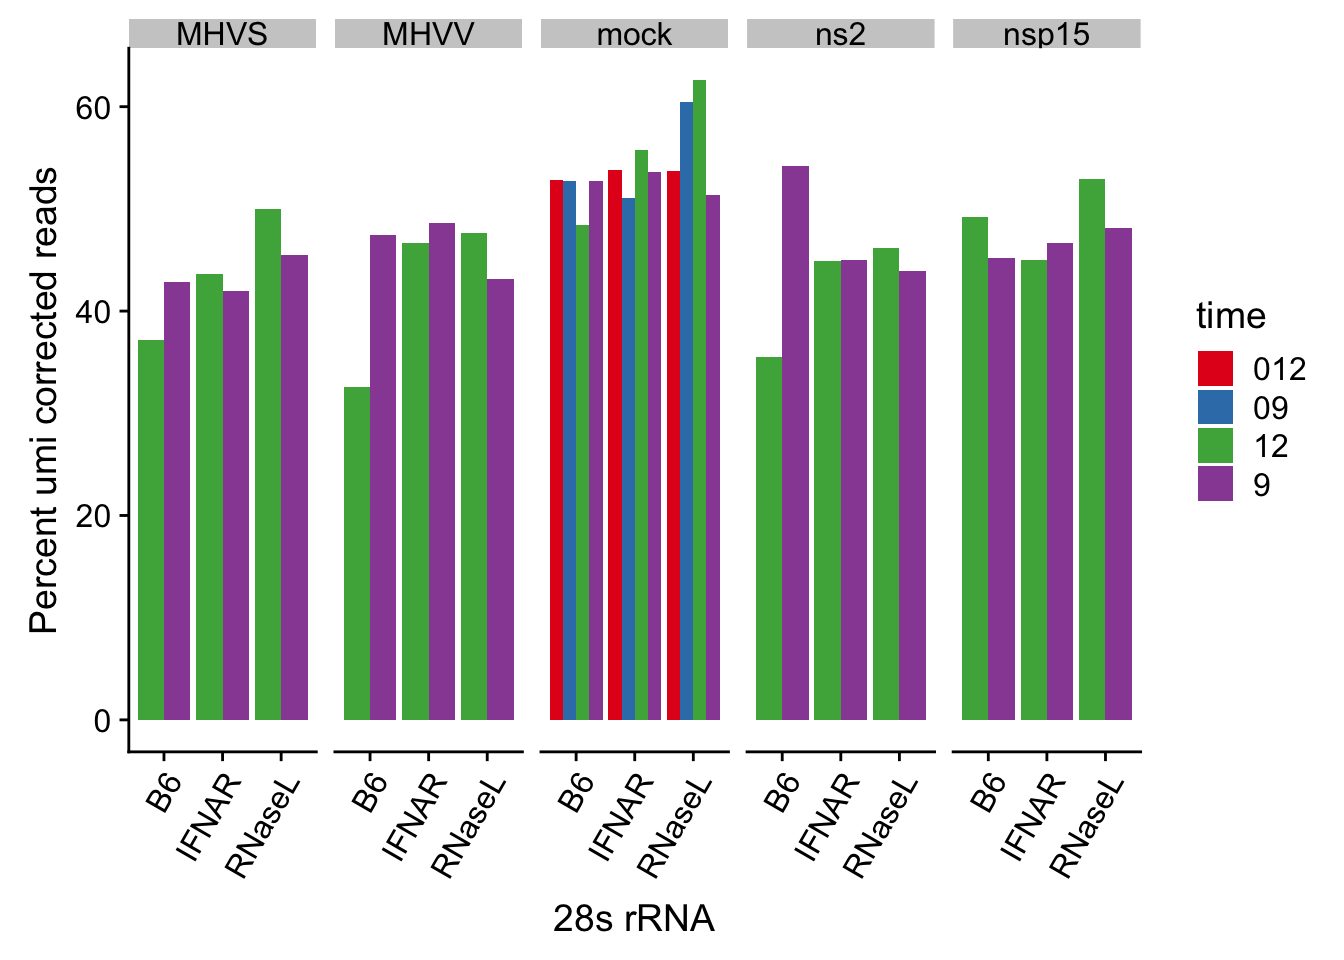 MHVS MHVV mock ns2 nsp15
Percent umi corrected reads
60
40
20
0
B6 IFNAR RNaseL B6 IFNAR RNaseL B6 IFNAR RNaseL B6 IFNAR RNaseL B6 IFNAR RNaseL
28s rRNA
time
012
09
12
9